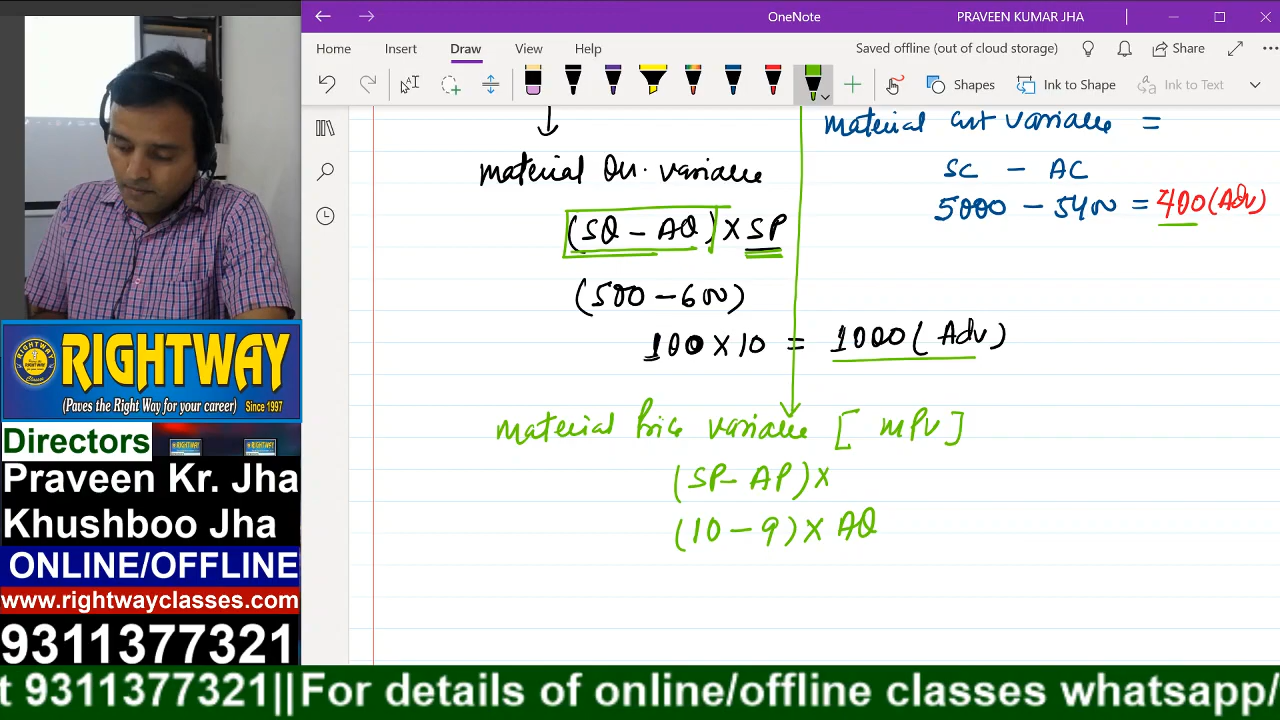 OneNote
PRAVEEN KUMAR JHA
Home Insert Draw View Help
Saved offline (out of cloud storage)
Share
Shapes
Ink to Shape
Ink to Text
material cost variance =
SC - AC
5000 - 5400 = 400 (Adv)
material Qu. variance
(SQ - AQ) X SP
(500 - 600)
100 X 10 = 1000 (Adv)
material Price variance [ MPV ]
(SP - AP) X
(10 - 9) X AQ
RIGHTWAY
(Paves the Right Way for your career) Since 1997
Directors
Praveen Kr. Jha
Khushboo Jha
ONLINE/OFFLINE
www.rightwayclasses.com
9311377321
t 9311377321||For details of online/offline classes whatsapp/